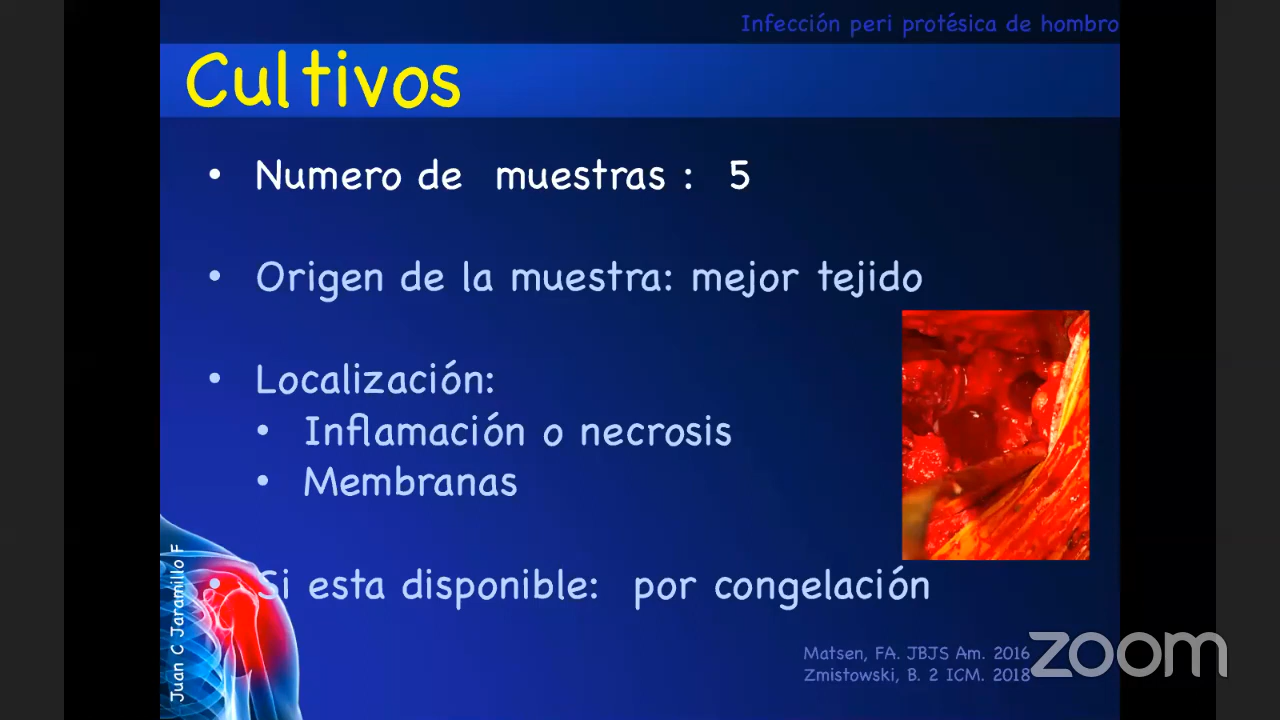 Infección peri protésica de hombro
Cultivos
• Numero de muestras : 5
• Origen de la muestra: mejor tejido
• Localización:
• Inflamación o necrosis
• Membranas
• Si esta disponible: por congelación
Juan C Jaramillo F
Matsen, FA. JBJS Am. 2016
Zmistowski, B. 2 ICM. 2018
zoom